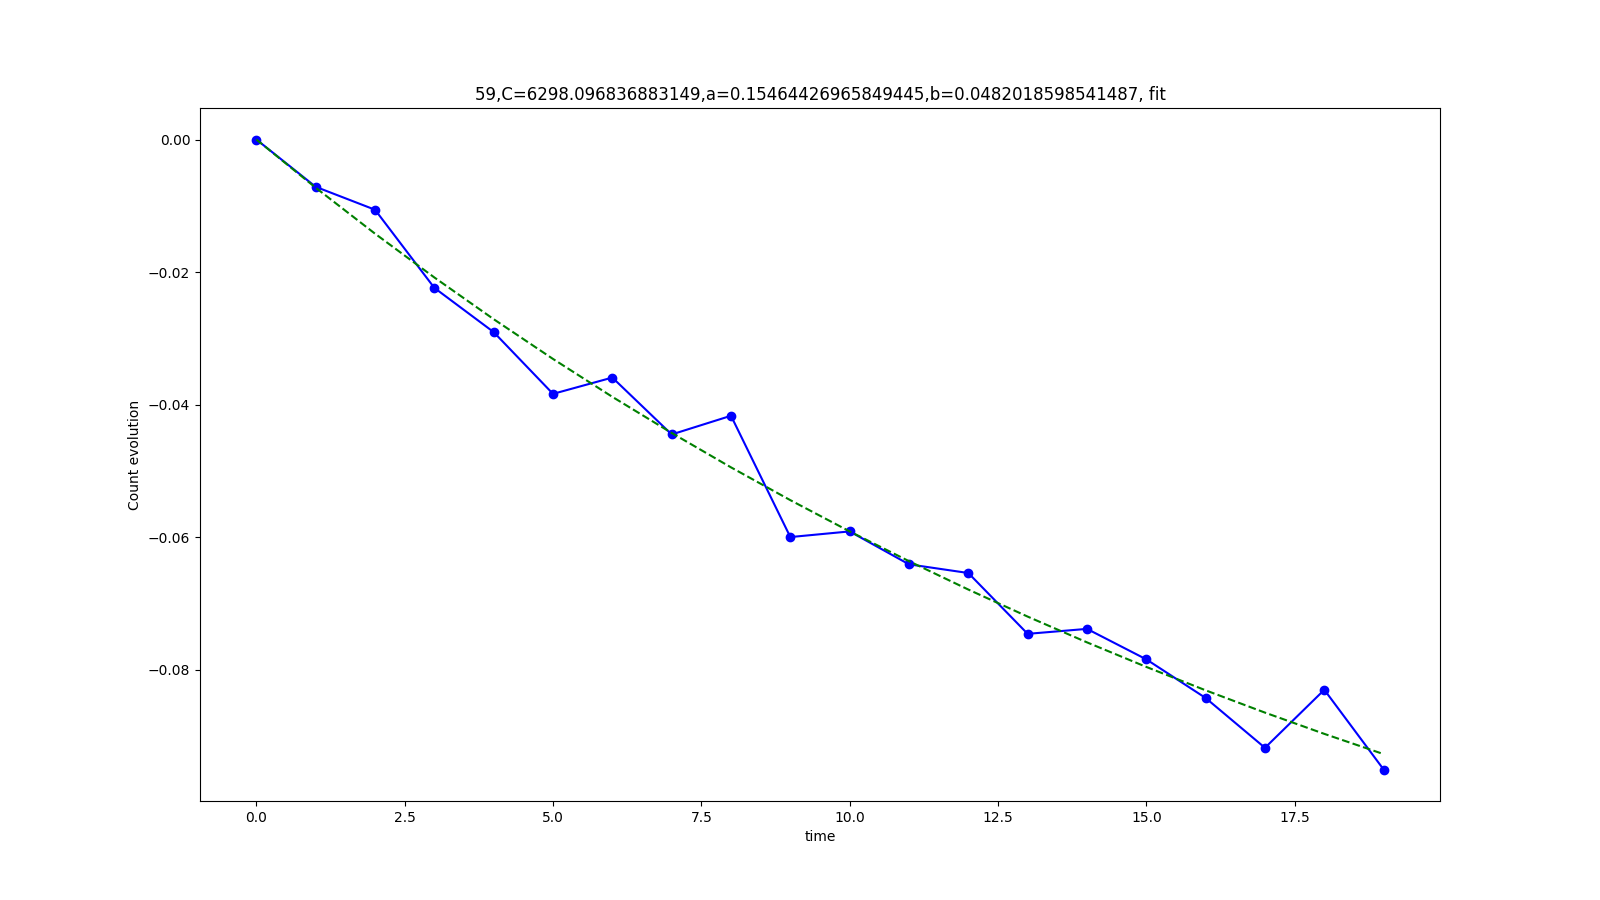 59,C=6298.096836883149,a=0.15464426965849445,b=0.0482018598541487, fit
0.00
−0.02
−0.04
−0.06
−0.08
Count evolution
0.0 2.5 5.0 7.5 10.0 12.5 15.0 17.5
time